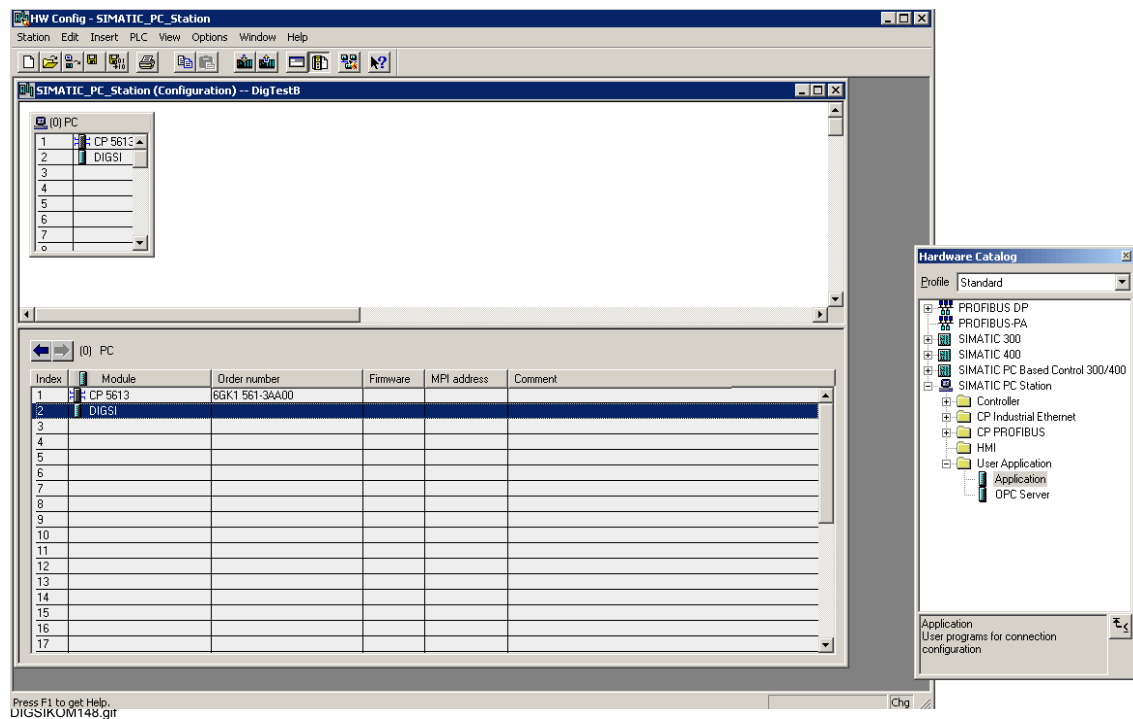 HW Config - SIMATIC_PC_Station
Station Edit Insert PLC View Options Window Help
SIMATIC_PC_Station (Configuration) -- DigTestB
(0) PC
1 CP 5613
2 DIGSI
3
4
5
6
7
(0) PC
Index Module Order number Firmware MPI address Comment
1 CP 5613 6GK1 561-3AA00
2 DIGSI
3
4
5
6
7
8
9
10
11
12
13
14
15
16
17
Press F1 to get Help.
Chg
DIGSIKOM148.gif
Hardware Catalog
Profile Standard
PROFIBUS DP
PROFIBUS-PA
SIMATIC 300
SIMATIC 400
SIMATIC PC Based Control 300/400
SIMATIC PC Station
Controller
CP Industrial Ethernet
CP PROFIBUS
HMI
User Application
Application
OPC Server
Application
User programs for connection
configuration